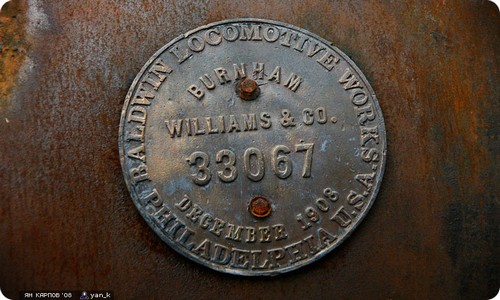 BALDWIN LOCOMOTIVE WORKS.
BURNHAM
WILLIAMS & CO.
33067
DECEMBER 1908
PHILADELPHIA U.S.A.
ЯН КАРПОВ '08 yan_k